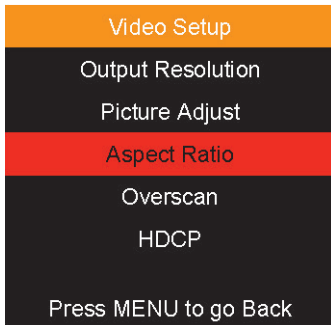 Video Setup
Output Resolution
Picture Adjust
Aspect Ratio
Overscan
HDCP
Press MENU to go Back